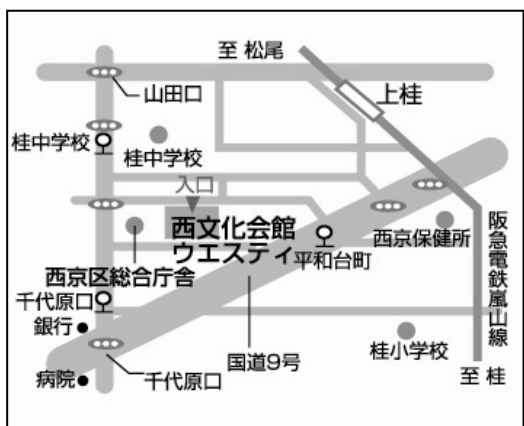 至 松尾
山田口
上桂
桂中学校
桂中学校
入口
西文化会館
ウエスティ
平和台町
西京保健所
西京区総合庁舎
阪急電鉄嵐山線
千代原口
銀行
国道9号
桂小学校
病院
千代原口
至 桂